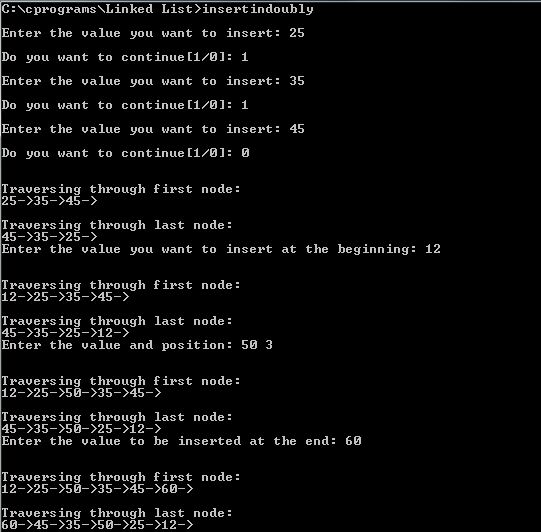 C:\cprograms\Linked List>insertindoubly
Enter the value you want to insert: 25
Do you want to continue[1/0]: 1
Enter the value you want to insert: 35
Do you want to continue[1/0]: 1
Enter the value you want to insert: 45
Do you want to continue[1/0]: 0
Traversing through first node:
25->35->45->
Traversing through last node:
45->35->25->
Enter the value you want to insert at the beginning: 12
Traversing through first node:
12->25->35->45->
Traversing through last node:
45->35->25->12->
Enter the value and position: 50 3
Traversing through first node:
12->25->50->35->45->
Traversing through last node:
45->35->50->25->12->
Enter the value to be inserted at the end: 60
Traversing through first node:
12->25->50->35->45->60->
Traversing through last node:
60->45->35->50->25->12->